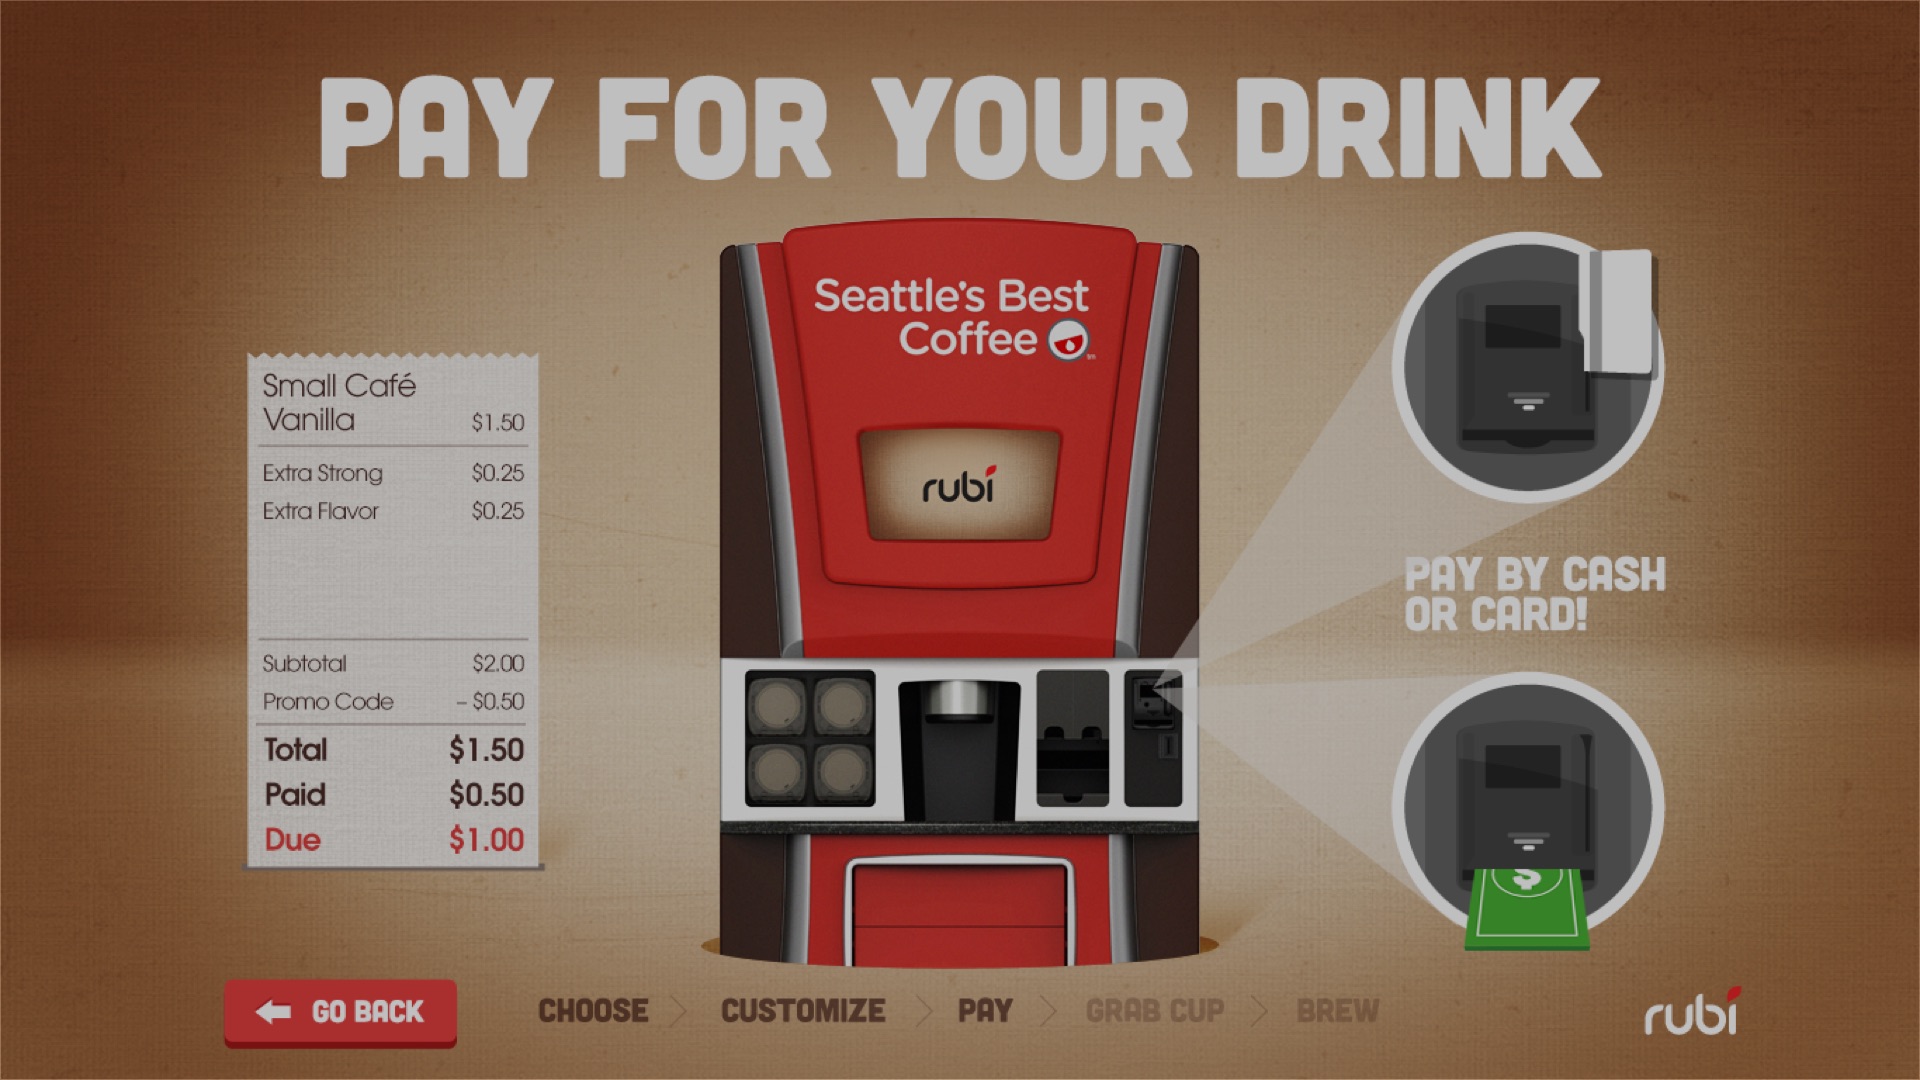 PAY FOR YOUR DRINK
Seattle's Best
Coffee
tm
rubi
Small Café
Vanilla $1.50
Extra Strong $0.25
Extra Flavor $0.25
Subtotal $2.00
Promo Code – $0.50
Total $1.50
Paid $0.50
Due $1.00
PAY BY CASH
OR CARD!
$
GO BACK
CHOOSE > CUSTOMIZE > PAY > GRAB CUP > BREW
rubi